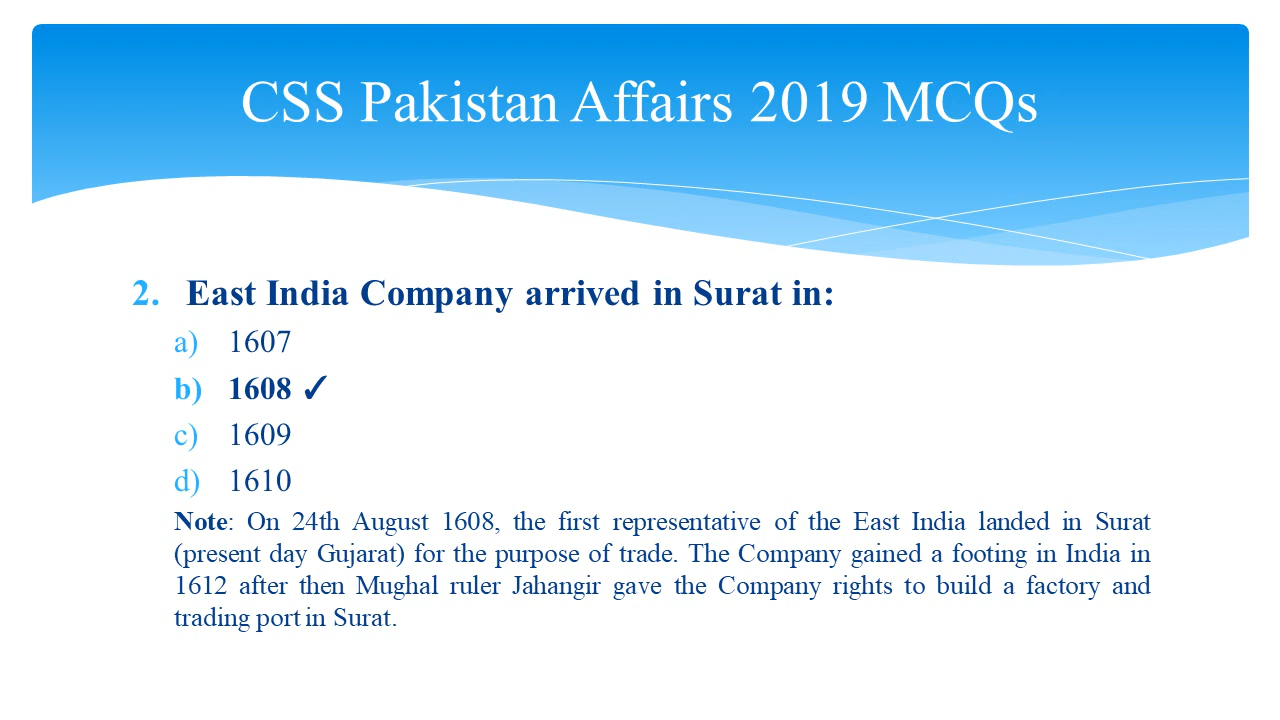 CSS Pakistan Affairs 2019 MCQs
2. East India Company arrived in Surat in:
a) 1607
b) 1608 ✓
c) 1609
d) 1610
Note: On 24th August 1608, the first representative of the East India landed in Surat
(present day Gujarat) for the purpose of trade. The Company gained a footing in India in
1612 after then Mughal ruler Jahangir gave the Company rights to build a factory and
trading port in Surat.